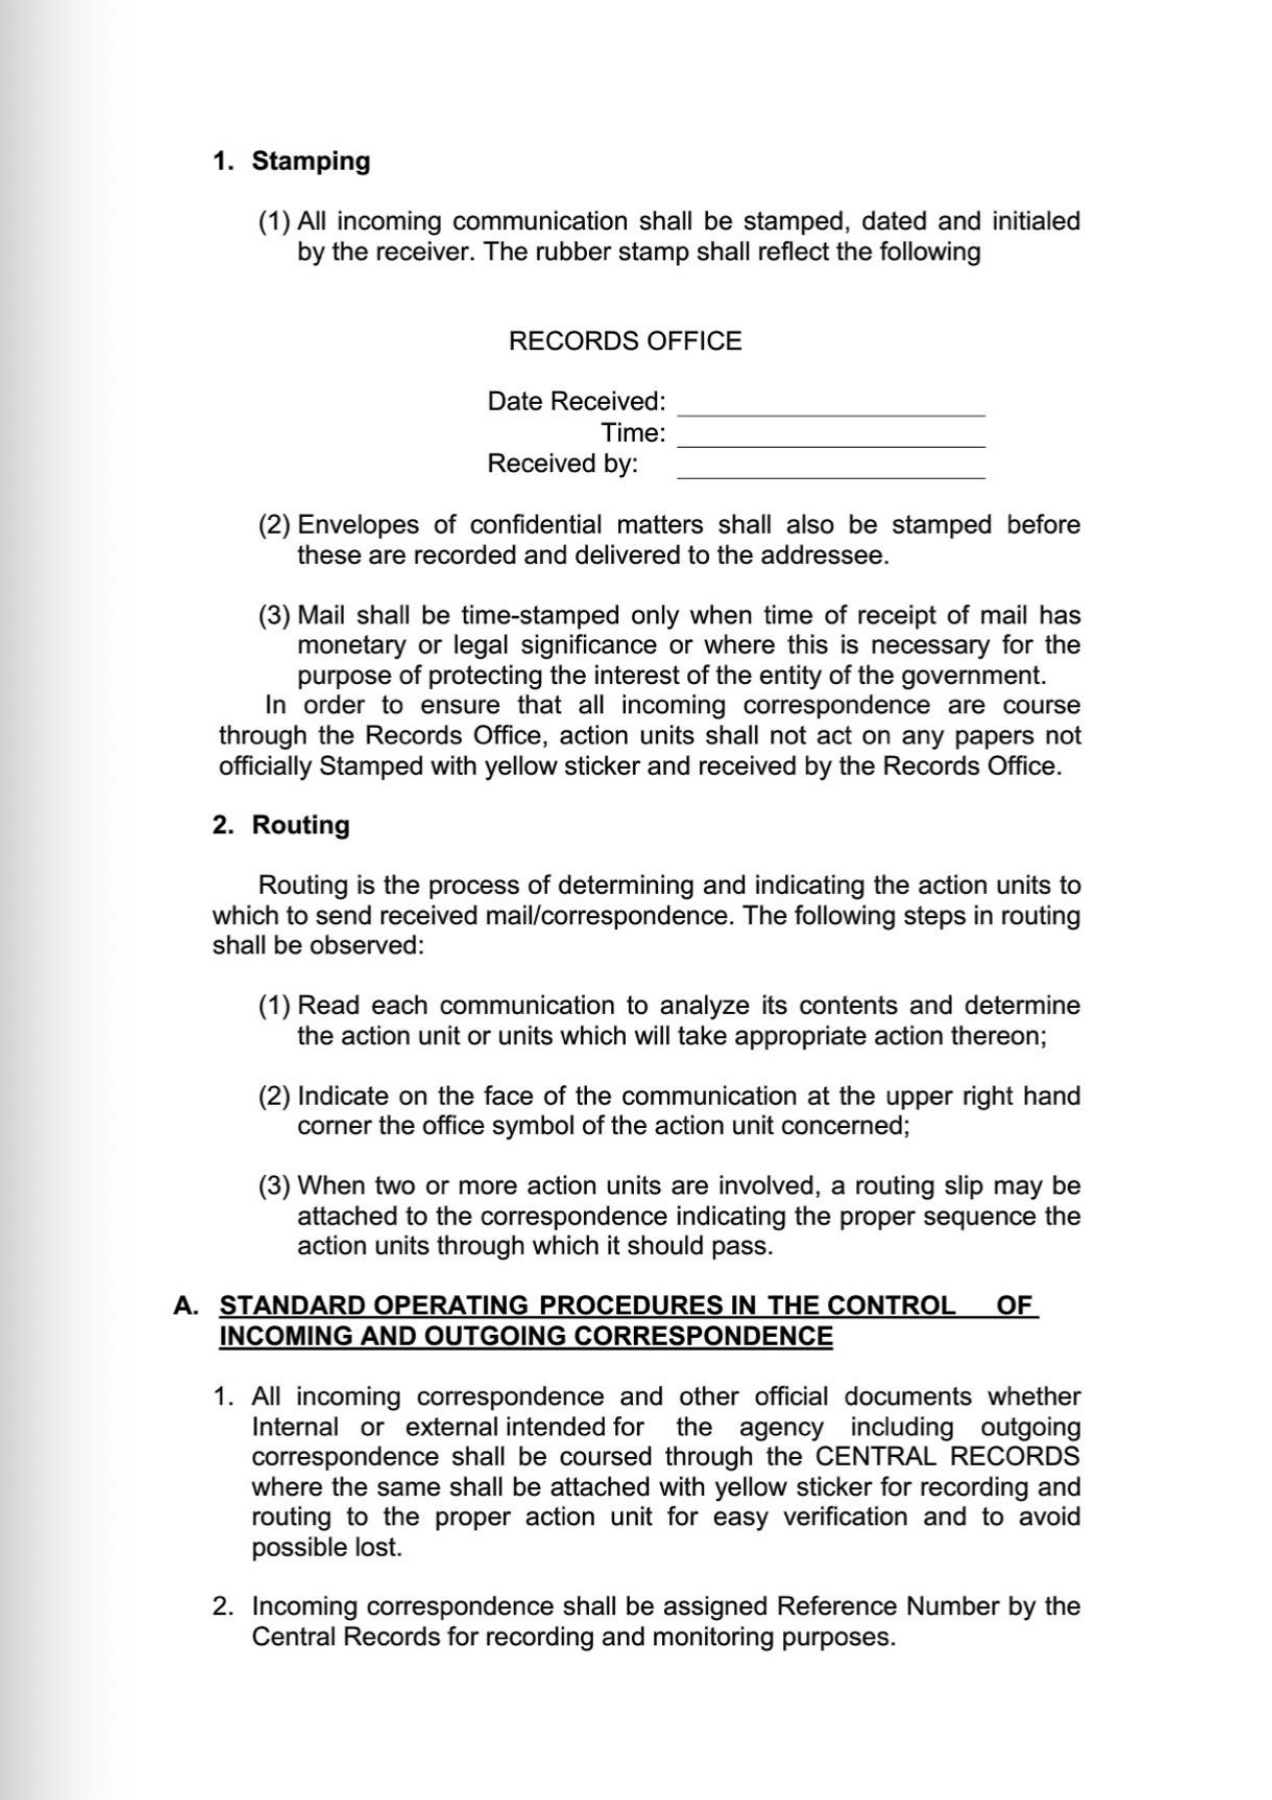 1. Stamping
(1) All incoming communication shall be stamped, dated and initialed
by the receiver. The rubber stamp shall reflect the following
RECORDS OFFICE
Date Received: ____________________
Time: ____________________
Received by: ____________________
(2) Envelopes of confidential matters shall also be stamped before
these are recorded and delivered to the addressee.
(3) Mail shall be time-stamped only when time of receipt of mail has
monetary or legal significance or where this is necessary for the
purpose of protecting the interest of the entity of the government.
In order to ensure that all incoming correspondence are course
through the Records Office, action units shall not act on any papers not
officially Stamped with yellow sticker and received by the Records Office.
2. Routing
Routing is the process of determining and indicating the action units to
which to send received mail/correspondence. The following steps in routing
shall be observed:
(1) Read each communication to analyze its contents and determine
the action unit or units which will take appropriate action thereon;
(2) Indicate on the face of the communication at the upper right hand
corner the office symbol of the action unit concerned;
(3) When two or more action units are involved, a routing slip may be
attached to the correspondence indicating the proper sequence the
action units through which it should pass.
A. STANDARD OPERATING PROCEDURES IN THE CONTROL OF
INCOMING AND OUTGOING CORRESPONDENCE
1. All incoming correspondence and other official documents whether
Internal or external intended for the agency including outgoing
correspondence shall be coursed through the CENTRAL RECORDS
where the same shall be attached with yellow sticker for recording and
routing to the proper action unit for easy verification and to avoid
possible lost.
2. Incoming correspondence shall be assigned Reference Number by the
Central Records for recording and monitoring purposes.